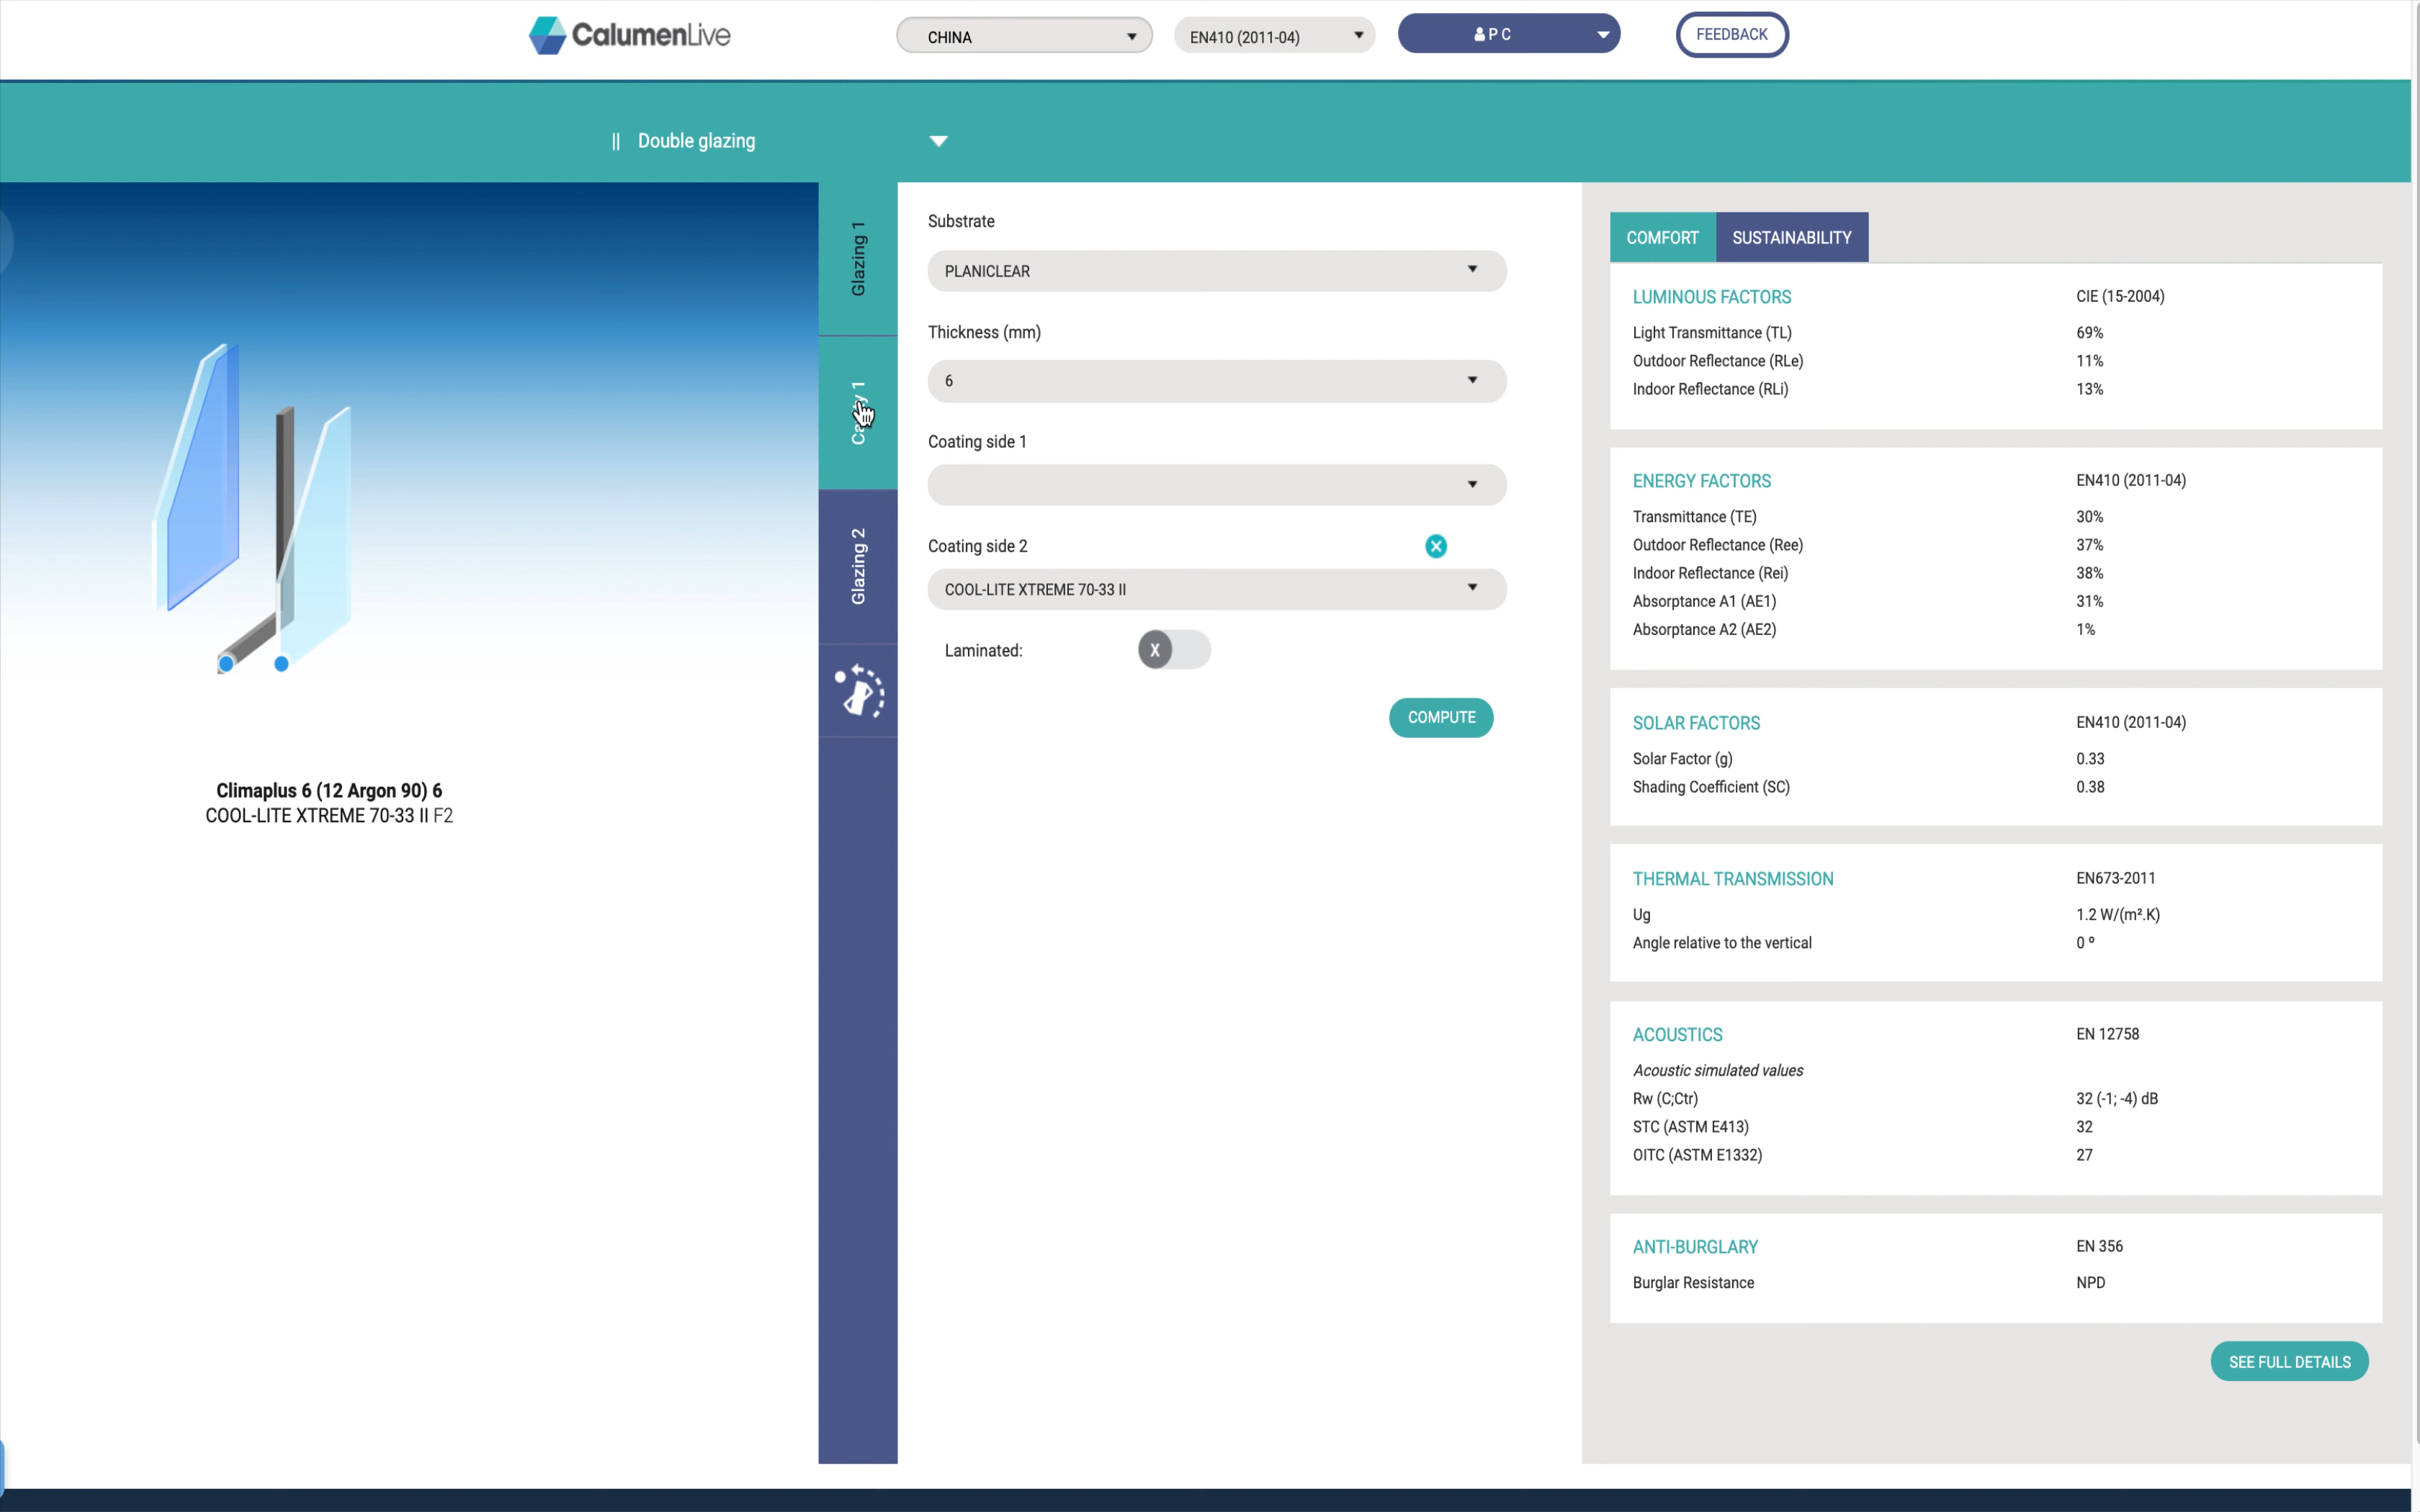 CalumenLive
CHINA
EN410 (2011-04)
P C
FEEDBACK
|| Double glazing
Glazing 1
Glazing 2
Climaplus 6 (12 Argon 90) 6
COOL-LITE XTREME 70-33 II F2
Substrate
PLANICLEAR
Thickness (mm)
6
Coating side 1
Coating side 2
COOL-LITE XTREME 70-33 II
Laminated:
X
COMPUTE
COMFORT
SUSTAINABILITY
LUMINOUS FACTORS CIE (15-2004)
Light Transmittance (TL) 69%
Outdoor Reflectance (RLe) 11%
Indoor Reflectance (RLi) 13%
ENERGY FACTORS EN410 (2011-04)
Transmittance (TE) 30%
Outdoor Reflectance (Ree) 37%
Indoor Reflectance (Rei) 38%
Absorptance A1 (AE1) 31%
Absorptance A2 (AE2) 1%
SOLAR FACTORS EN410 (2011-04)
Solar Factor (g) 0.33
Shading Coefficient (SC) 0.38
THERMAL TRANSMISSION EN673-2011
Ug 1.2 W/(m².K)
Angle relative to the vertical 0 º
ACOUSTICS EN 12758
Acoustic simulated values
Rw (C;Ctr) 32 (-1; -4) dB
STC (ASTM E413) 32
OITC (ASTM E1332) 27
ANTI-BURGLARY EN 356
Burglar Resistance NPD
SEE FULL DETAILS